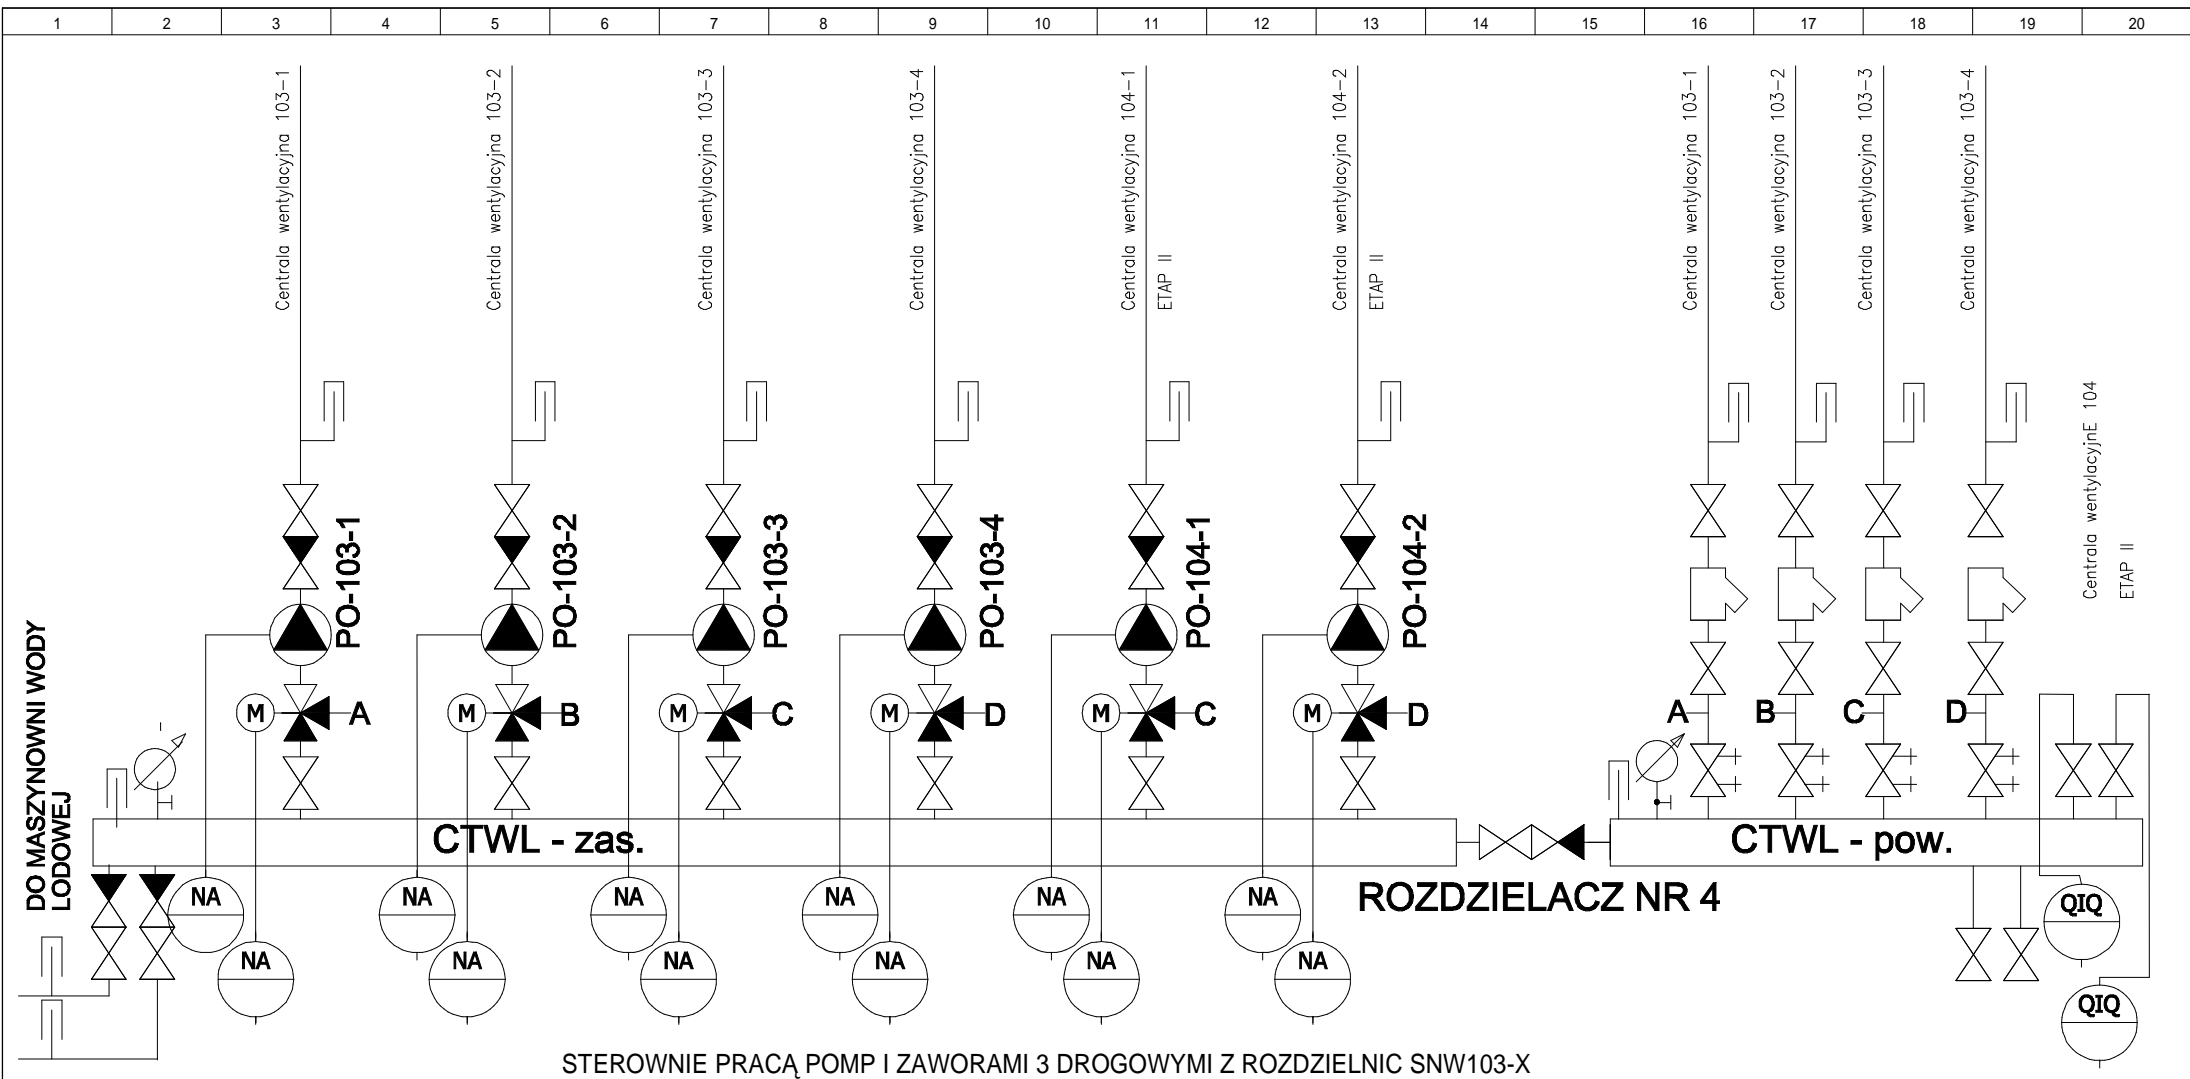 1 2 3 4 5 6 7 8 9 10 11 12 13 14 15 16 17 18 19 20
Centrala wentylacyjna 103-1
Centrala wentylacyjna 103-2
Centrala wentylacyjna 103-3
Centrala wentylacyjna 103-4
Centrala wentylacyjna 104-1
ETAP II
Centrala wentylacyjna 104-2
ETAP II
Centrala wentylacyjna 103-1
Centrala wentylacyjna 103-2
Centrala wentylacyjna 103-3
Centrala wentylacyjna 103-4
Centrala wentylacyjnE 104
ETAP II
PO-103-1
PO-103-2
PO-103-3
PO-103-4
PO-104-1
PO-104-2
DO MASZYNOWNI WODY
LODOWEJ
M A
M B
M C
M D
M C
M D
A B C D
CTWL - zas.
CTWL - pow.
ROZDZIELACZ NR 4
NA NA NA NA NA NA
QIQ
NA NA NA NA NA NA
QIQ
STEROWNIE PRACĄ POMP I ZAWORAMI 3 DROGOWYMI Z ROZDZIELNIC SNW103-X